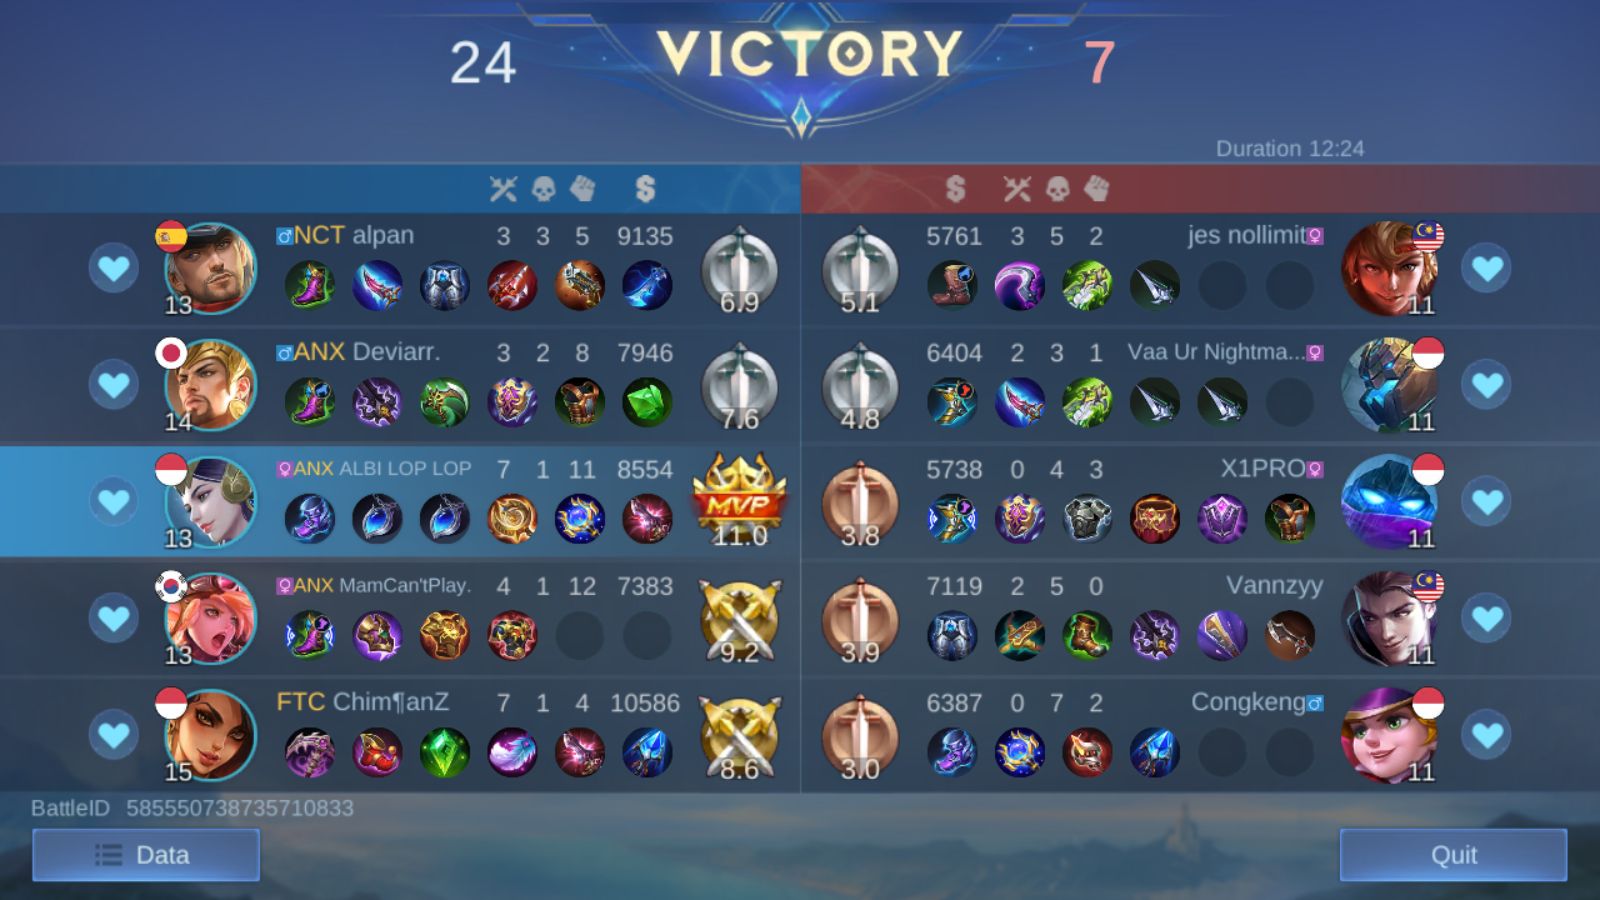 24 VICTORY 7
Duration 12:24
NCT alpan 3 3 5 9135 6.9 13
5.1 5761 3 5 2 jes nollimit 11
ANX Deviarr. 3 2 8 7946 7.6 14
4.8 6404 2 3 1 Vaa Ur Nightma... 11
ANX ALBI LOP LOP 7 1 11 8554 MVP 11.0 13
3.8 5738 0 4 3 X1PRO 11
ANX MamCan'tPlay. 4 1 12 7383 9.2 13
3.9 7119 2 5 0 Vannzyy 11
FTC Chim¶anZ 7 1 4 10586 8.6 15
3.0 6387 0 7 2 Congkeng 11
BattleID 585550738735710833
Data
Quit